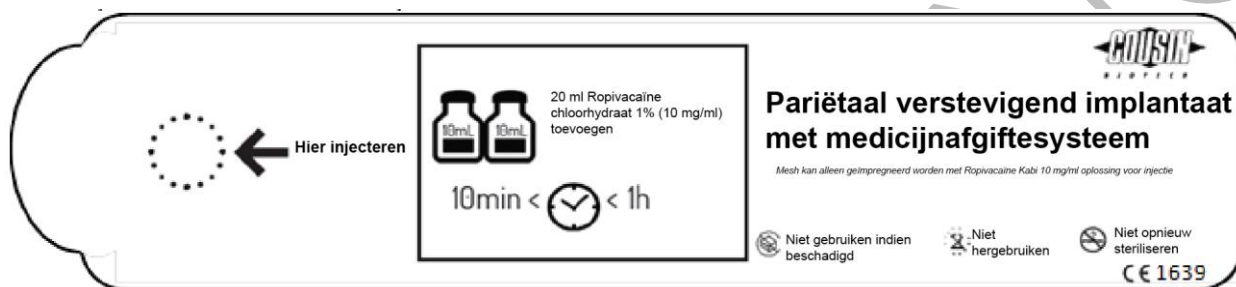 Hier injecteren
10mL 10mL
20 ml Ropivacaïne
chloorhydraat 1% (10 mg/ml)
toevoegen
10min < < 1h
COUSIN
BIOTECH
Pariëtaal verstevigend implantaat
met medicijnafgiftesysteem
Mesh kan alleen geïmpregneerd worden met Ropivacaïne Kabi 10 mg/ml oplossing voor injectie
Niet gebruiken indien
beschadigd
Niet
hergebruiken
Niet opnieuw
steriliseren
CE 1639